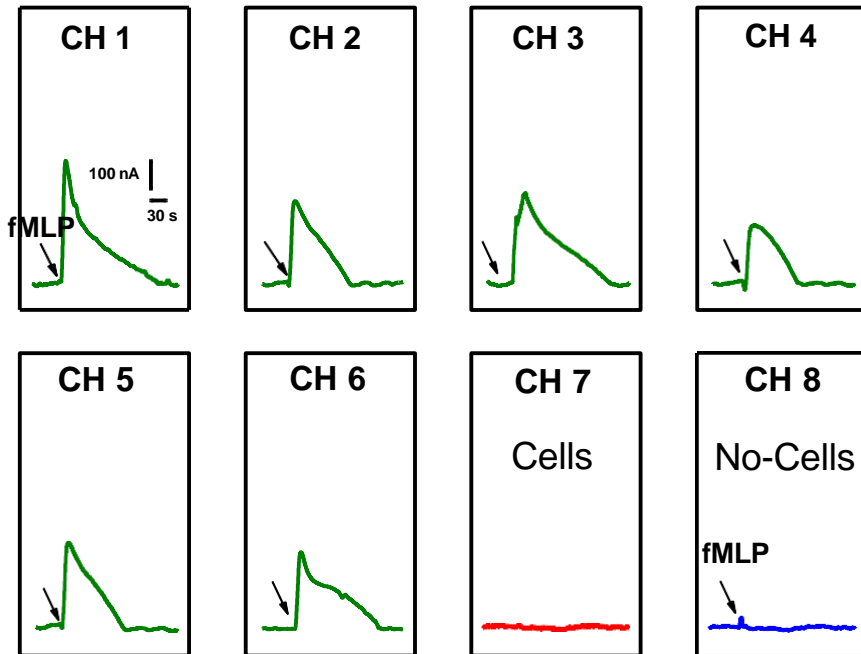 CH 1
CH 2
CH 3
CH 4
100 nA
30 s
fMLP
CH 5
CH 6
CH 7
CH 8
Cells
No-Cells
fMLP